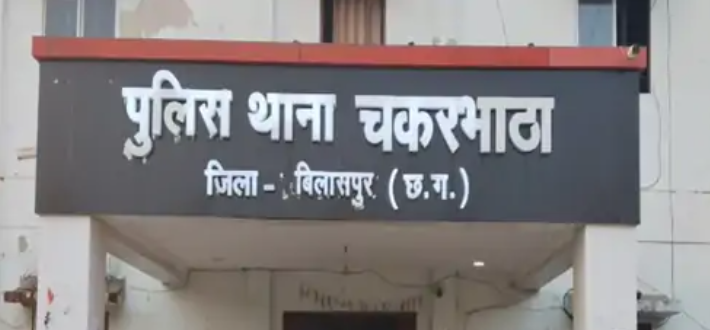 पुलिस थाना चकरभाठा
जिला - बिलासपुर (छ.ग.)